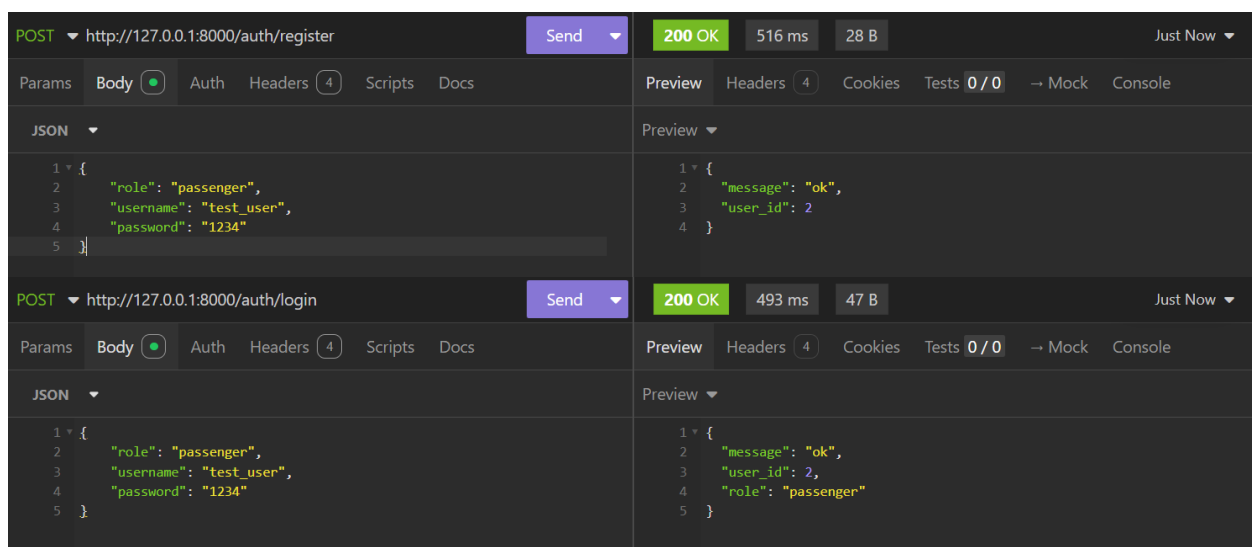 POST http://127.0.0.1:8000/auth/register Send 200 OK 516 ms 28 B Just Now
Params Body Auth Headers 4 Scripts Docs Preview Headers 4 Cookies Tests 0 / 0 → Mock Console
JSON Preview
1 {
2 "role": "passenger",
3 "username": "test_user",
4 "password": "1234"
5 }
1 {
2 "message": "ok",
3 "user_id": 2
4 }
POST http://127.0.0.1:8000/auth/login Send 200 OK 493 ms 47 B Just Now
Params Body Auth Headers 4 Scripts Docs Preview Headers 4 Cookies Tests 0 / 0 → Mock Console
JSON Preview
1 {
2 "role": "passenger",
3 "username": "test_user",
4 "password": "1234"
5 }
1 {
2 "message": "ok",
3 "user_id": 2,
4 "role": "passenger"
5 }